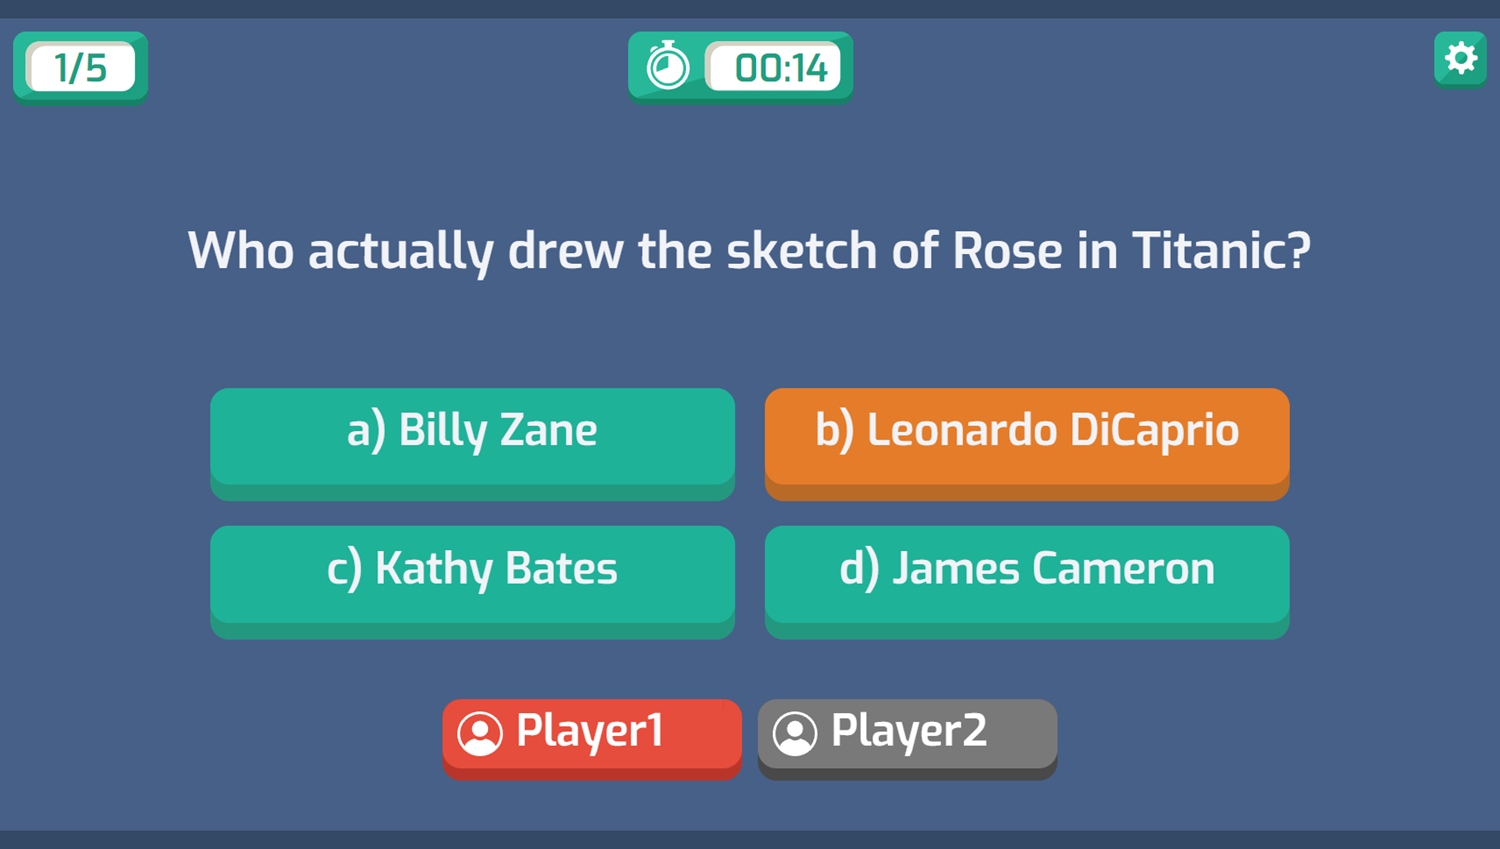 1/5
00:14
Who actually drew the sketch of Rose in Titanic?
a) Billy Zane
b) Leonardo DiCaprio
c) Kathy Bates
d) James Cameron
Player1
Player2